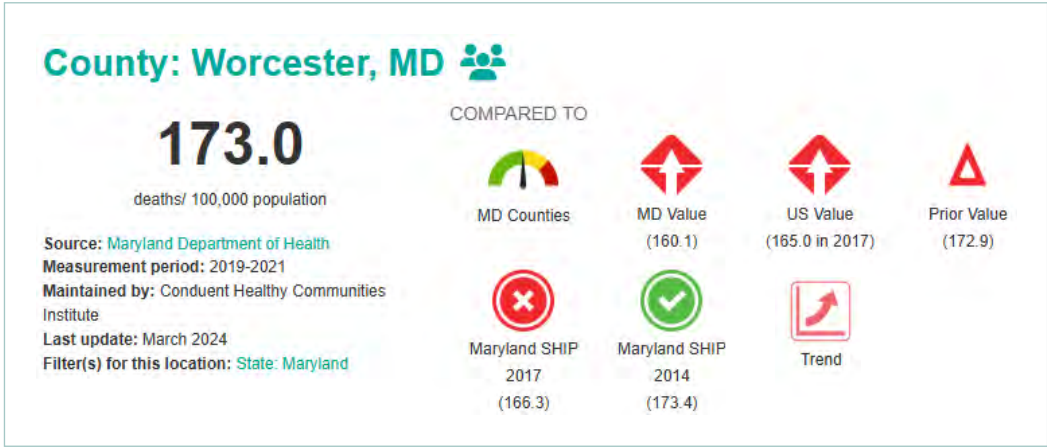 County: Worcester, MD
173.0
deaths/ 100,000 population
Source: Maryland Department of Health
Measurement period: 2019-2021
Maintained by: Conduent Healthy Communities
Institute
Last update: March 2024
Filter(s) for this location: State: Maryland
COMPARED TO
MD Counties
MD Value
(160.1)
US Value
(165.0 in 2017)
Prior Value
(172.9)
Maryland SHIP
2017
(166.3)
Maryland SHIP
2014
(173.4)
Trend